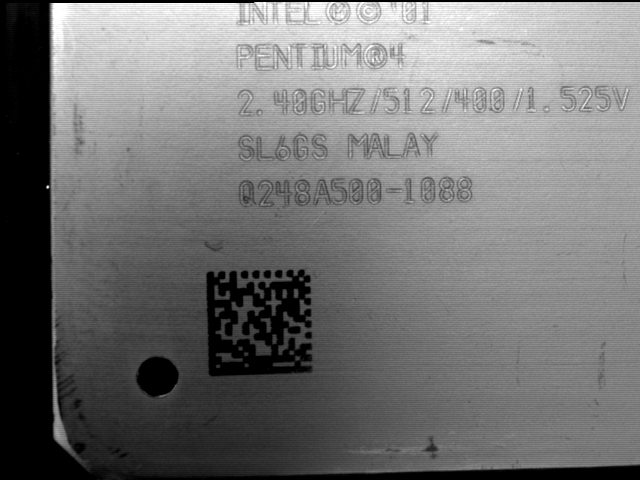 INTEL Ⓜ © '01
PENTIUM®4
2.40GHZ/512/400/1.525V
SL6GS MALAY
Q248A500-1088